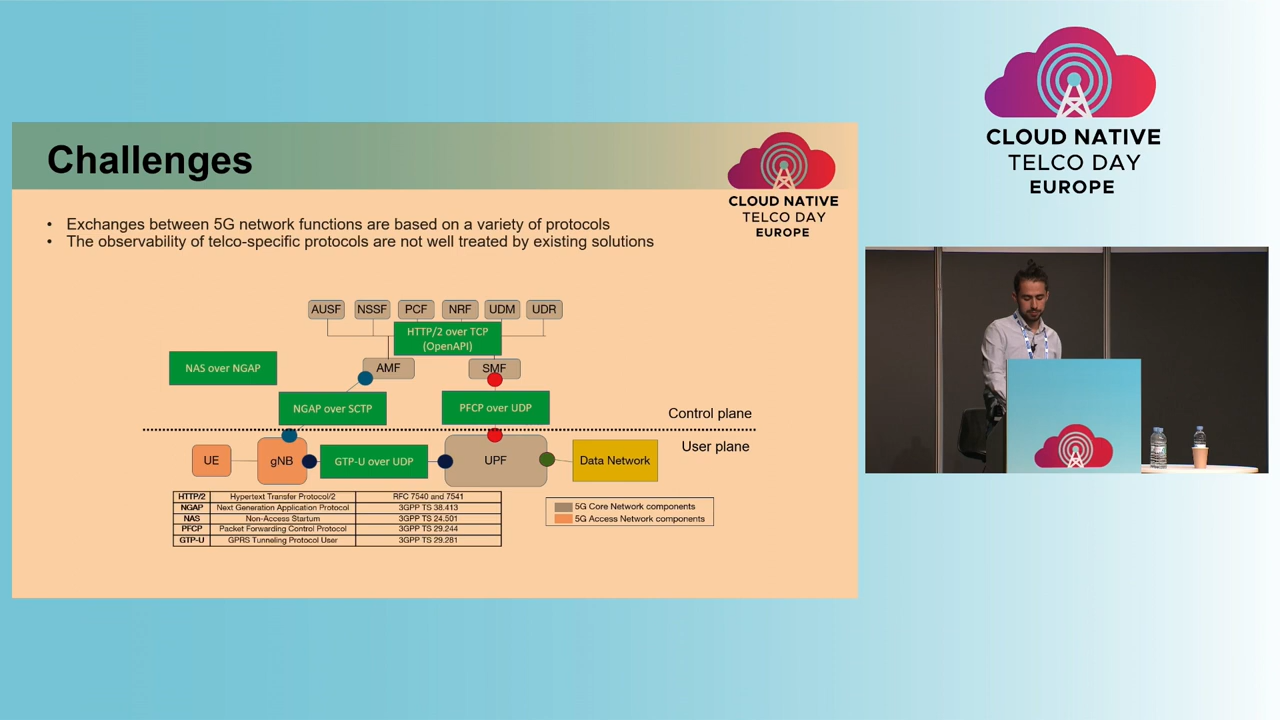 CLOUD NATIVE
TELCO DAY
EUROPE
Challenges
CLOUD NATIVE
TELCO DAY
EUROPE
• Exchanges between 5G network functions are based on a variety of protocols
• The observability of telco-specific protocols are not well treated by existing solutions
AUSF NSSF PCF NRF UDM UDR
HTTP/2 over TCP
(OpenAPI)
NAS over NGAP
AMF
SMF
NGAP over SCTP
PFCP over UDP
Control plane
User plane
UE
gNB
GTP-U over UDP
UPF
Data Network
HTTP/2 Hypertext Transfer Protocol/2 RFC 7540 and 7541
NGAP Next Generation Application Protocol 3GPP TS 38.413
NAS Non-Access Startum 3GPP TS 24.501
PFCP Packet Forwarding Control Protocol 3GPP TS 29.244
GTP-U GPRS Tunneling Protocol User 3GPP TS 29.281
5G Core Network components
5G Access Network components